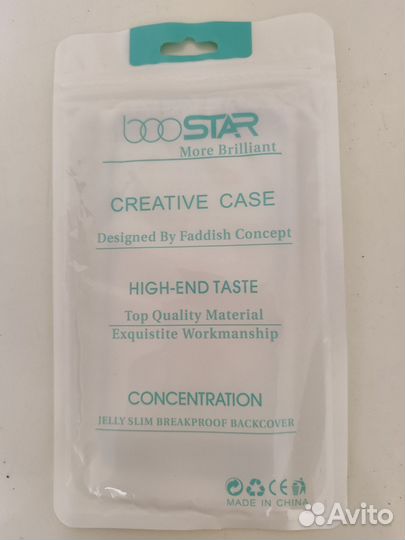 booSTAR
More Brilliant
CREATIVE CASE
Designed By Faddish Concept
HIGH-END TASTE
Top Quality Material
Exquistite Workmanship
CONCENTRATION
JELLY SLIM BREAKPROOF BACKCOVER
CE
MADE IN CHINA
Avito